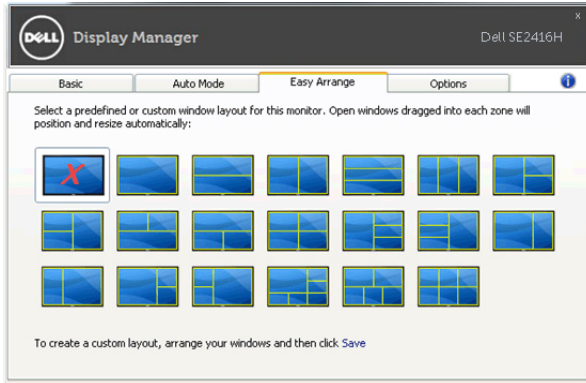 x
DELL Display Manager Dell SE2416H
Basic Auto Mode Easy Arrange Options i
Select a predefined or custom window layout for this monitor. Open windows dragged into each zone will
position and resize automatically:
X
To create a custom layout, arrange your windows and then click Save